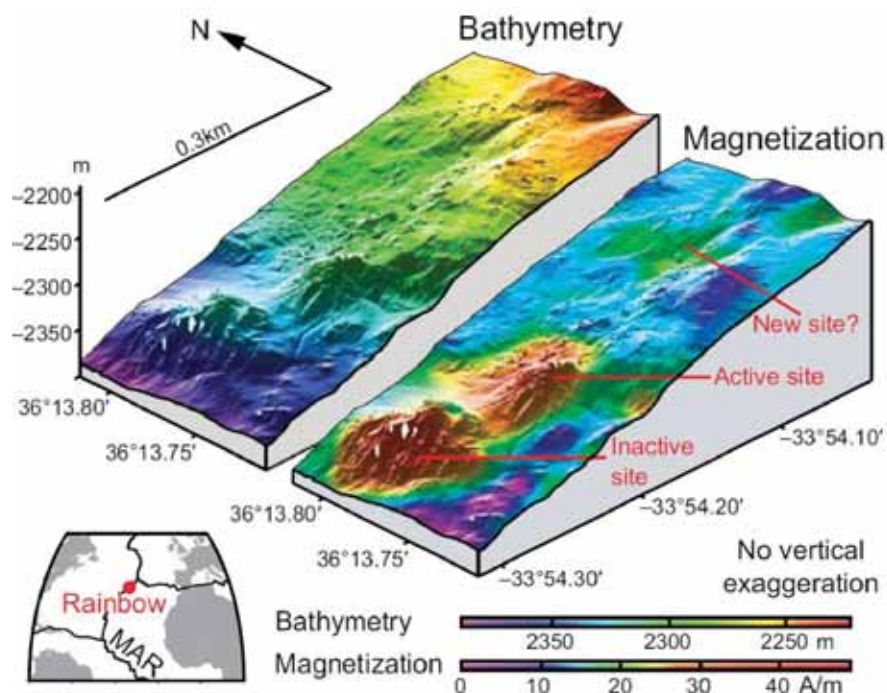 Bathymetry
N
0.3km
Magnetization
m
–2200
–2250
–2300
–2350
New site?
Active site
Inactive
site
36°13.80'
36°13.75'
–33°54.10'
36°13.80'
–33°54.20'
36°13.75'
–33°54.30'
No vertical
exaggeration
Rainbow
MAR
Bathymetry
2350 2300 2250 m
Magnetization
0 10 20 30 40 A/m